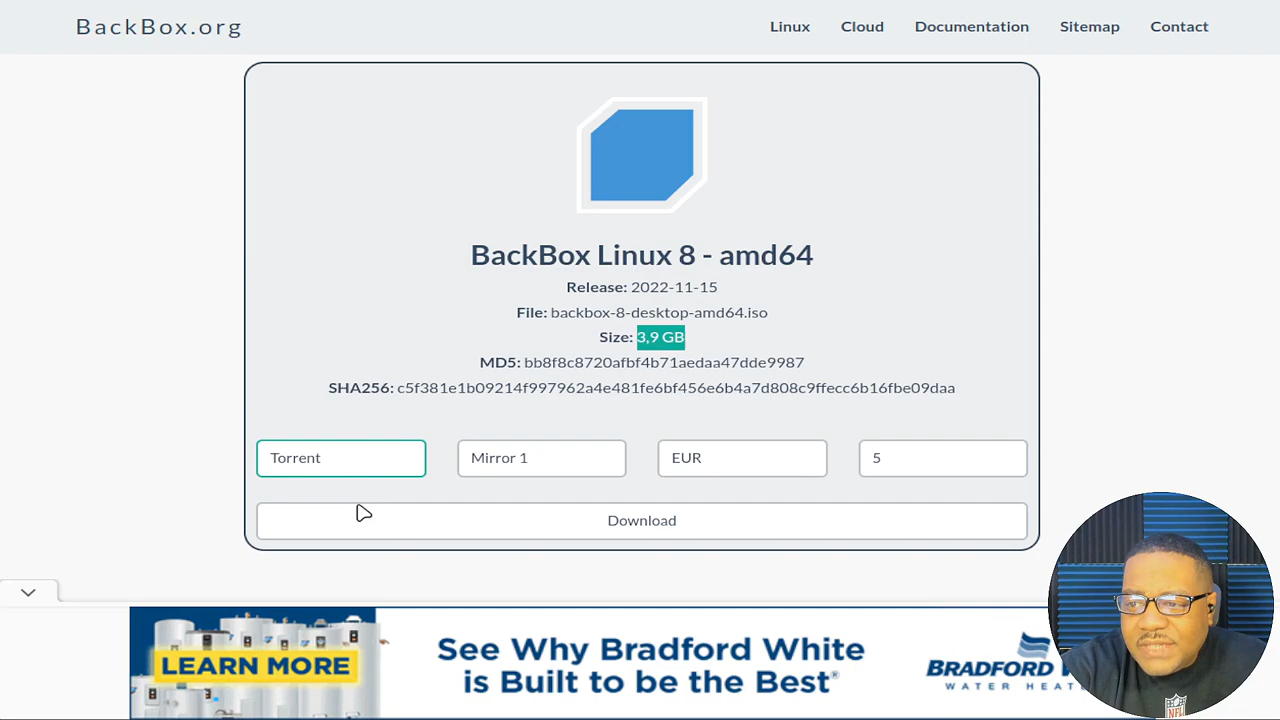 BackBox.org
Linux Cloud Documentation Sitemap Contact
BackBox Linux 8 - amd64
Release: 2022-11-15
File: backbox-8-desktop-amd64.iso
Size: 3,9 GB
MD5: bb8f8c8720afbf4b71aedaa47dde9987
SHA256: c5f381e1b09214f997962a4e481fe6bf456e6b4a7d808c9ffecc6b16fbe09daa
Torrent Mirror 1 EUR 5
Download
LEARN MORE
See Why Bradford White
is Built to be the Best®
BRADFORD
WATER
NFL